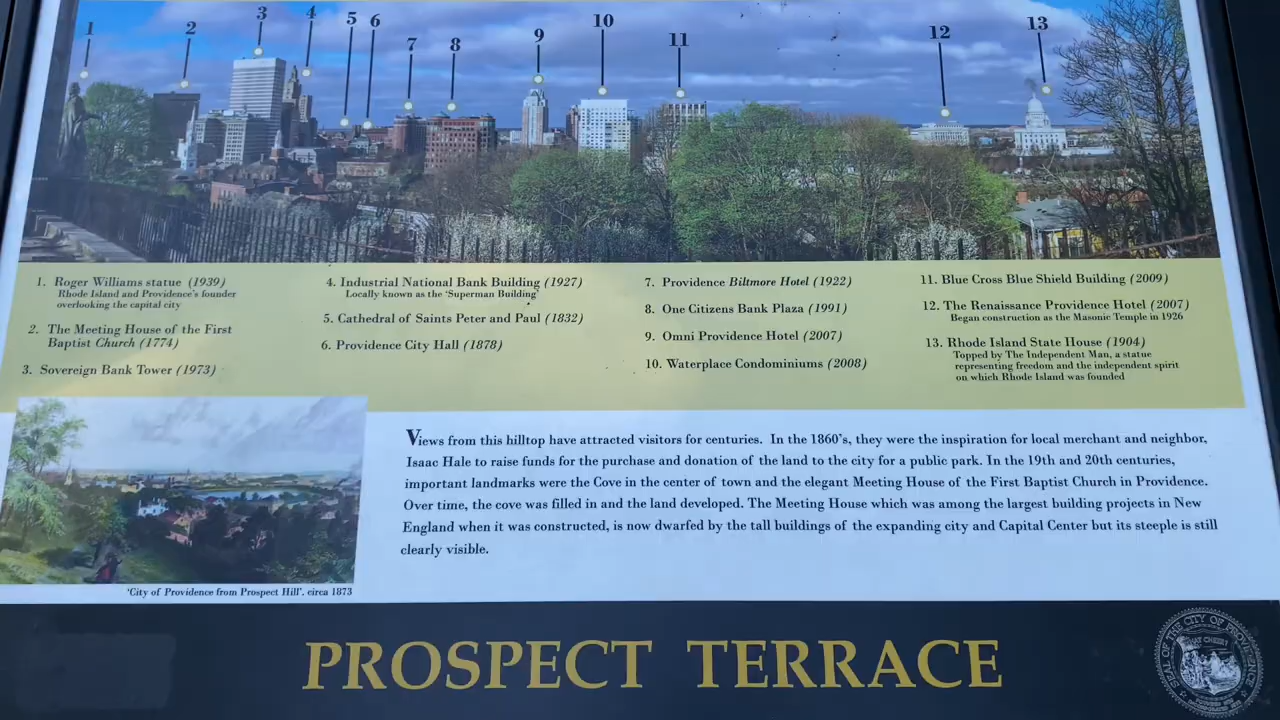 1
2
3
4
5
6
7
8
9
10
11
12
13
1. Roger Williams statue (1939)
Rhode Island and Providence's founder
overlooking the capital city
2. The Meeting House of the First
Baptist Church (1774)
3. Sovereign Bank Tower (1973)
4. Industrial National Bank Building (1927)
Locally known as the 'Superman Building'
5. Cathedral of Saints Peter and Paul (1832)
6. Providence City Hall (1878)
7. Providence Biltmore Hotel (1922)
8. One Citizens Bank Plaza (1991)
9. Omni Providence Hotel (2007)
10. Waterplace Condominiums (2008)
11. Blue Cross Blue Shield Building (2009)
12. The Renaissance Providence Hotel (2007)
Began construction as the Masonic Temple in 1926
13. Rhode Island State House (1904)
Topped by The Independent Man, a statue
representing freedom and the independent spirit
on which Rhode Island was founded
Views from this hilltop have attracted visitors for centuries. In the 1860's, they were the inspiration for local merchant and neighbor,
Isaac Hale to raise funds for the purchase and donation of the land to the city for a public park. In the 19th and 20th centuries,
important landmarks were the Cove in the center of town and the elegant Meeting House of the First Baptist Church in Providence.
Over time, the cove was filled in and the land developed. The Meeting House which was among the largest building projects in New
England when it was constructed, is now dwarfed by the tall buildings of the expanding city and Capital Center but its steeple is still
clearly visible.
'City of Providence from Prospect Hill'. circa 1873
PROSPECT TERRACE
SEAL OF THE CITY OF PROVIDENCE